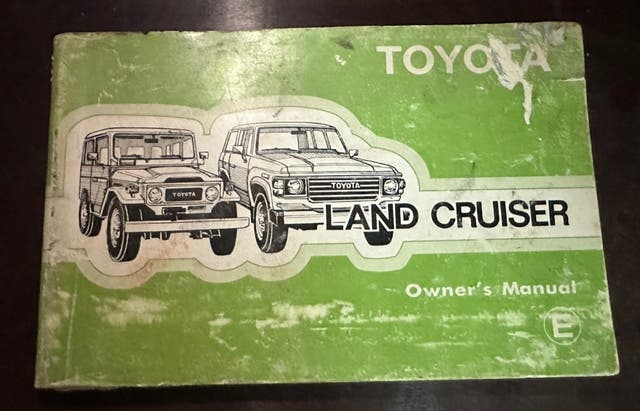 TOYOTA
TOYOTA
TOYOTA
LAND CRUISER
Owner's Manual
E